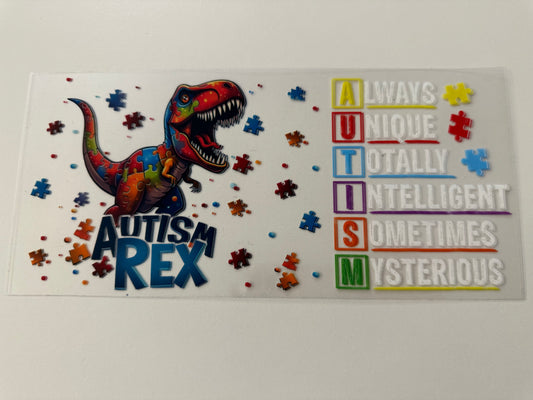 AUTISM
REX
ALWAYS
UNIQUE
TOTALLY
INTELLIGENT
SOMETIMES
MYSTERIOUS